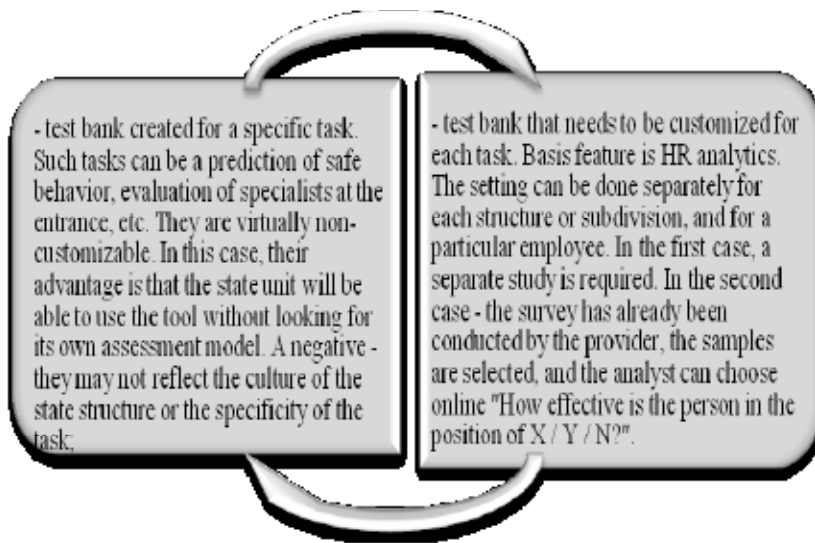 - test bank created for a specific task.
Such tasks can be a prediction of safe
behavior, evaluation of specialists at the
entrance, etc. They are virtually non-
customizable. In this case, their
advantage is that the state unit will be
able to use the tool without looking for
its own assessment model. A negative -
they may not reflect the culture of the
state structure or the specificity of the
task;
- test bank that needs to be customized for
each task. Basis feature is HR analytics.
The setting can be done separately for
each structure or subdivision, and for a
particular employee. In the first case, a
separate study is required. In the second
case - the survey has already been
conducted by the provider, the samples
are selected, and the analyst can choose
online "How effective is the person in the
position of X / Y / N?".